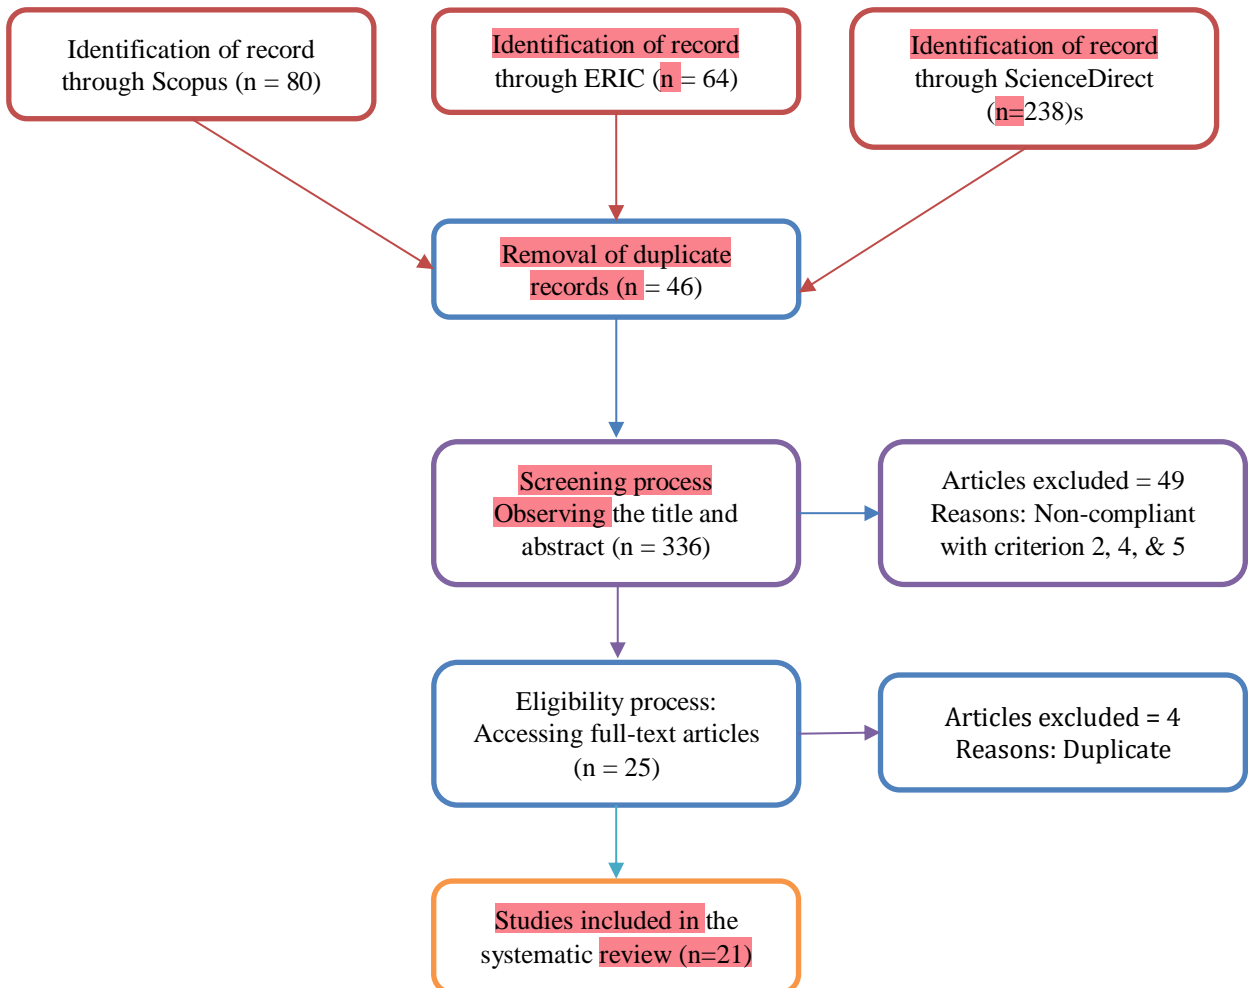 Identification of record
through Scopus (n = 80)
Identification of record
through ERIC (n = 64)
Identification of record
through ScienceDirect
(n=238)s
Removal of duplicate
records (n = 46)
Screening process
Observing the title and
abstract (n = 336)
Articles excluded = 49
Reasons: Non-compliant
with criterion 2, 4, & 5
Eligibility process:
Accessing full-text articles
(n = 25)
Articles excluded = 4
Reasons: Duplicate
Studies included in the
systematic review (n=21)